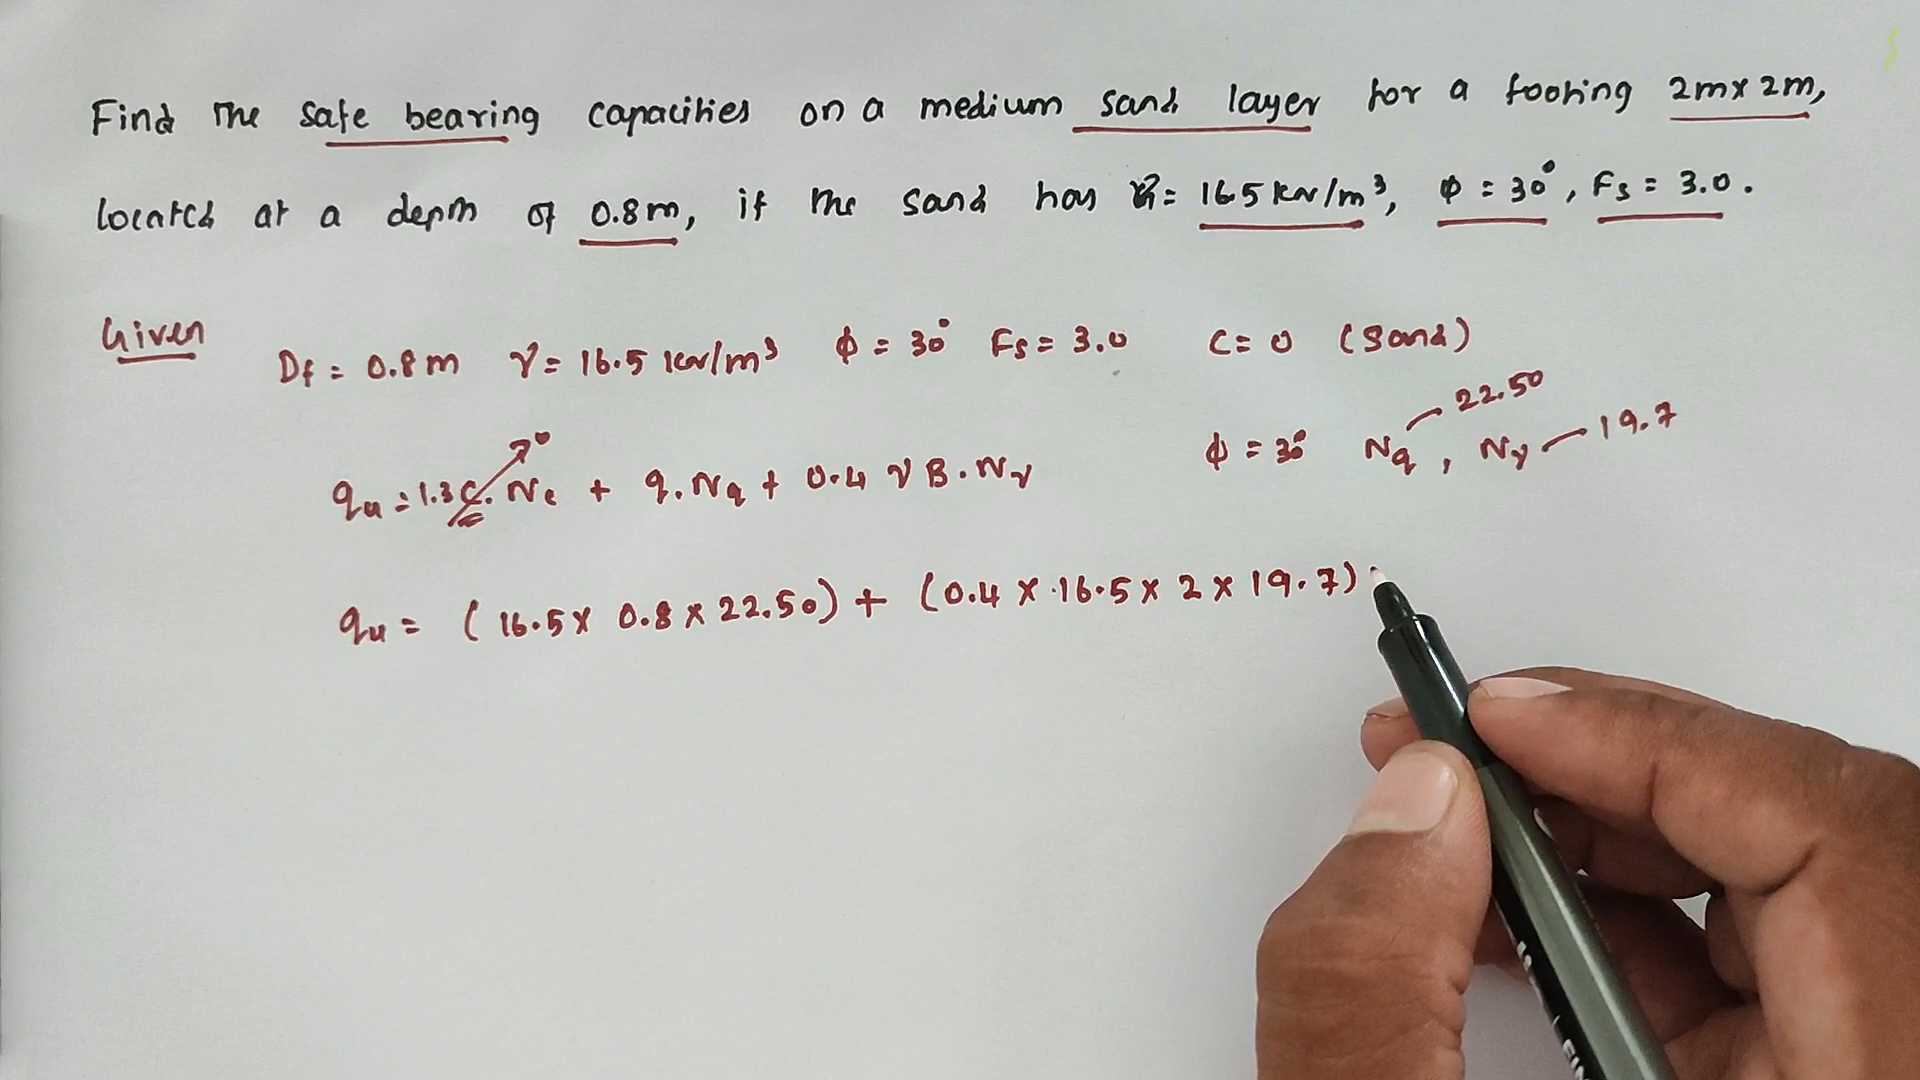 Find the safe bearing capacities on a medium sand layer for a footing 2m x 2m,
located at a depth of 0.8m, if the sand has γ = 16.5 kN/m³, φ = 30°, Fs = 3.0.
Given
Df = 0.8m γ = 16.5 kN/m³ φ = 30° Fs = 3.0 C = 0 (Sand)
22.50
φ = 30° Nq, Nγ 19.7
0
qu = 1.3 C. Nc + q. Nq + 0.4 γ B. Nγ
qu = (16.5 x 0.8 x 22.50) + (0.4 x 16.5 x 2 x 19.7)